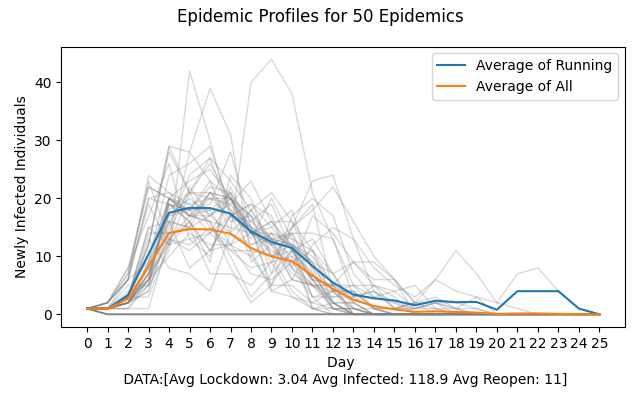 Epidemic Profiles for 50 Epidemics
Average of Running
Average of All
40
30
20
10
0
Newly Infected Individuals
0 1 2 3 4 5 6 7 8 9 10 11 12 13 14 15 16 17 18 19 20 21 22 23 24 25
Day
DATA:[Avg Lockdown: 3.04 Avg Infected: 118.9 Avg Reopen: 11]